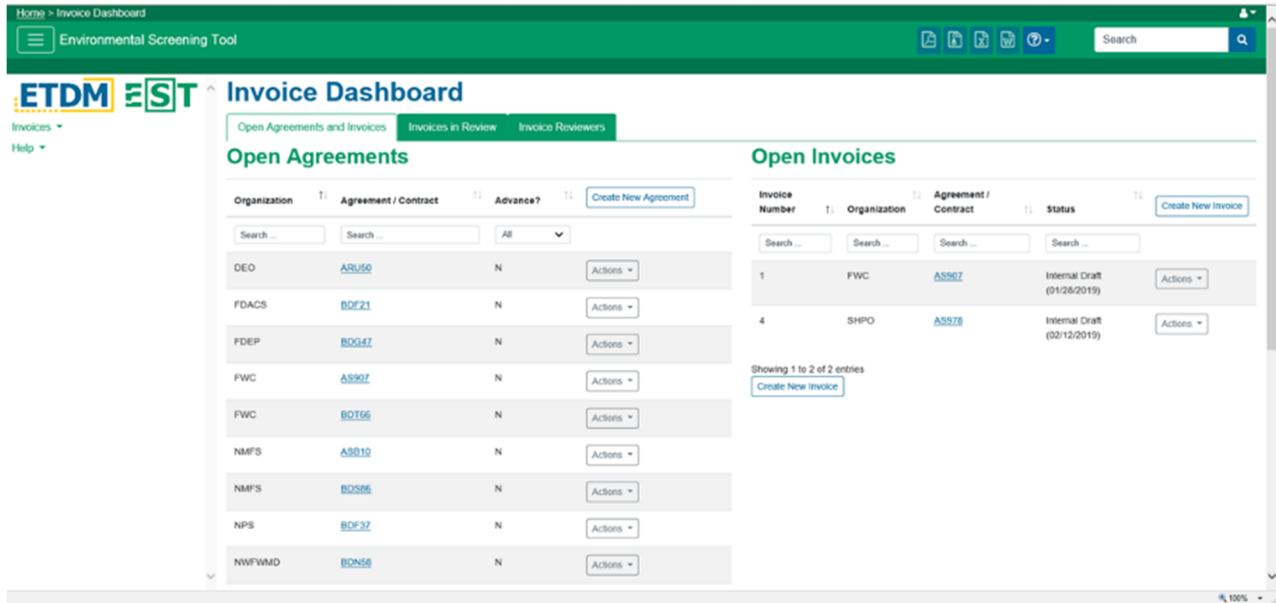 Home > Invoice Dashboard
Environmental Screening Tool
Search
ETDM EST
Invoices
Help
Invoice Dashboard
Open Agreements and Invoices
Invoices in Review
Invoice Reviewers
Open Agreements
Organization Agreement / Contract Advance? Create New Agreement
Search ... Search ... All
DEO ARU50 N Actions
FDACS BDF21 N Actions
FDEP BDG47 N Actions
FWC AS907 N Actions
FWC BDT66 N Actions
NMFS ASB10 N Actions
NMFS BDS86 N Actions
NPS BDF37 N Actions
NWFWMD BDN58 N Actions
Open Invoices
Invoice Number Organization Agreement / Contract Status Create New Invoice
Search ... Search ... Search ... Search ...
1 FWC AS907 Internal Draft (01/28/2019) Actions
4 SHPO AS978 Internal Draft (02/12/2019) Actions
Showing 1 to 2 of 2 entries
Create New Invoice
100%